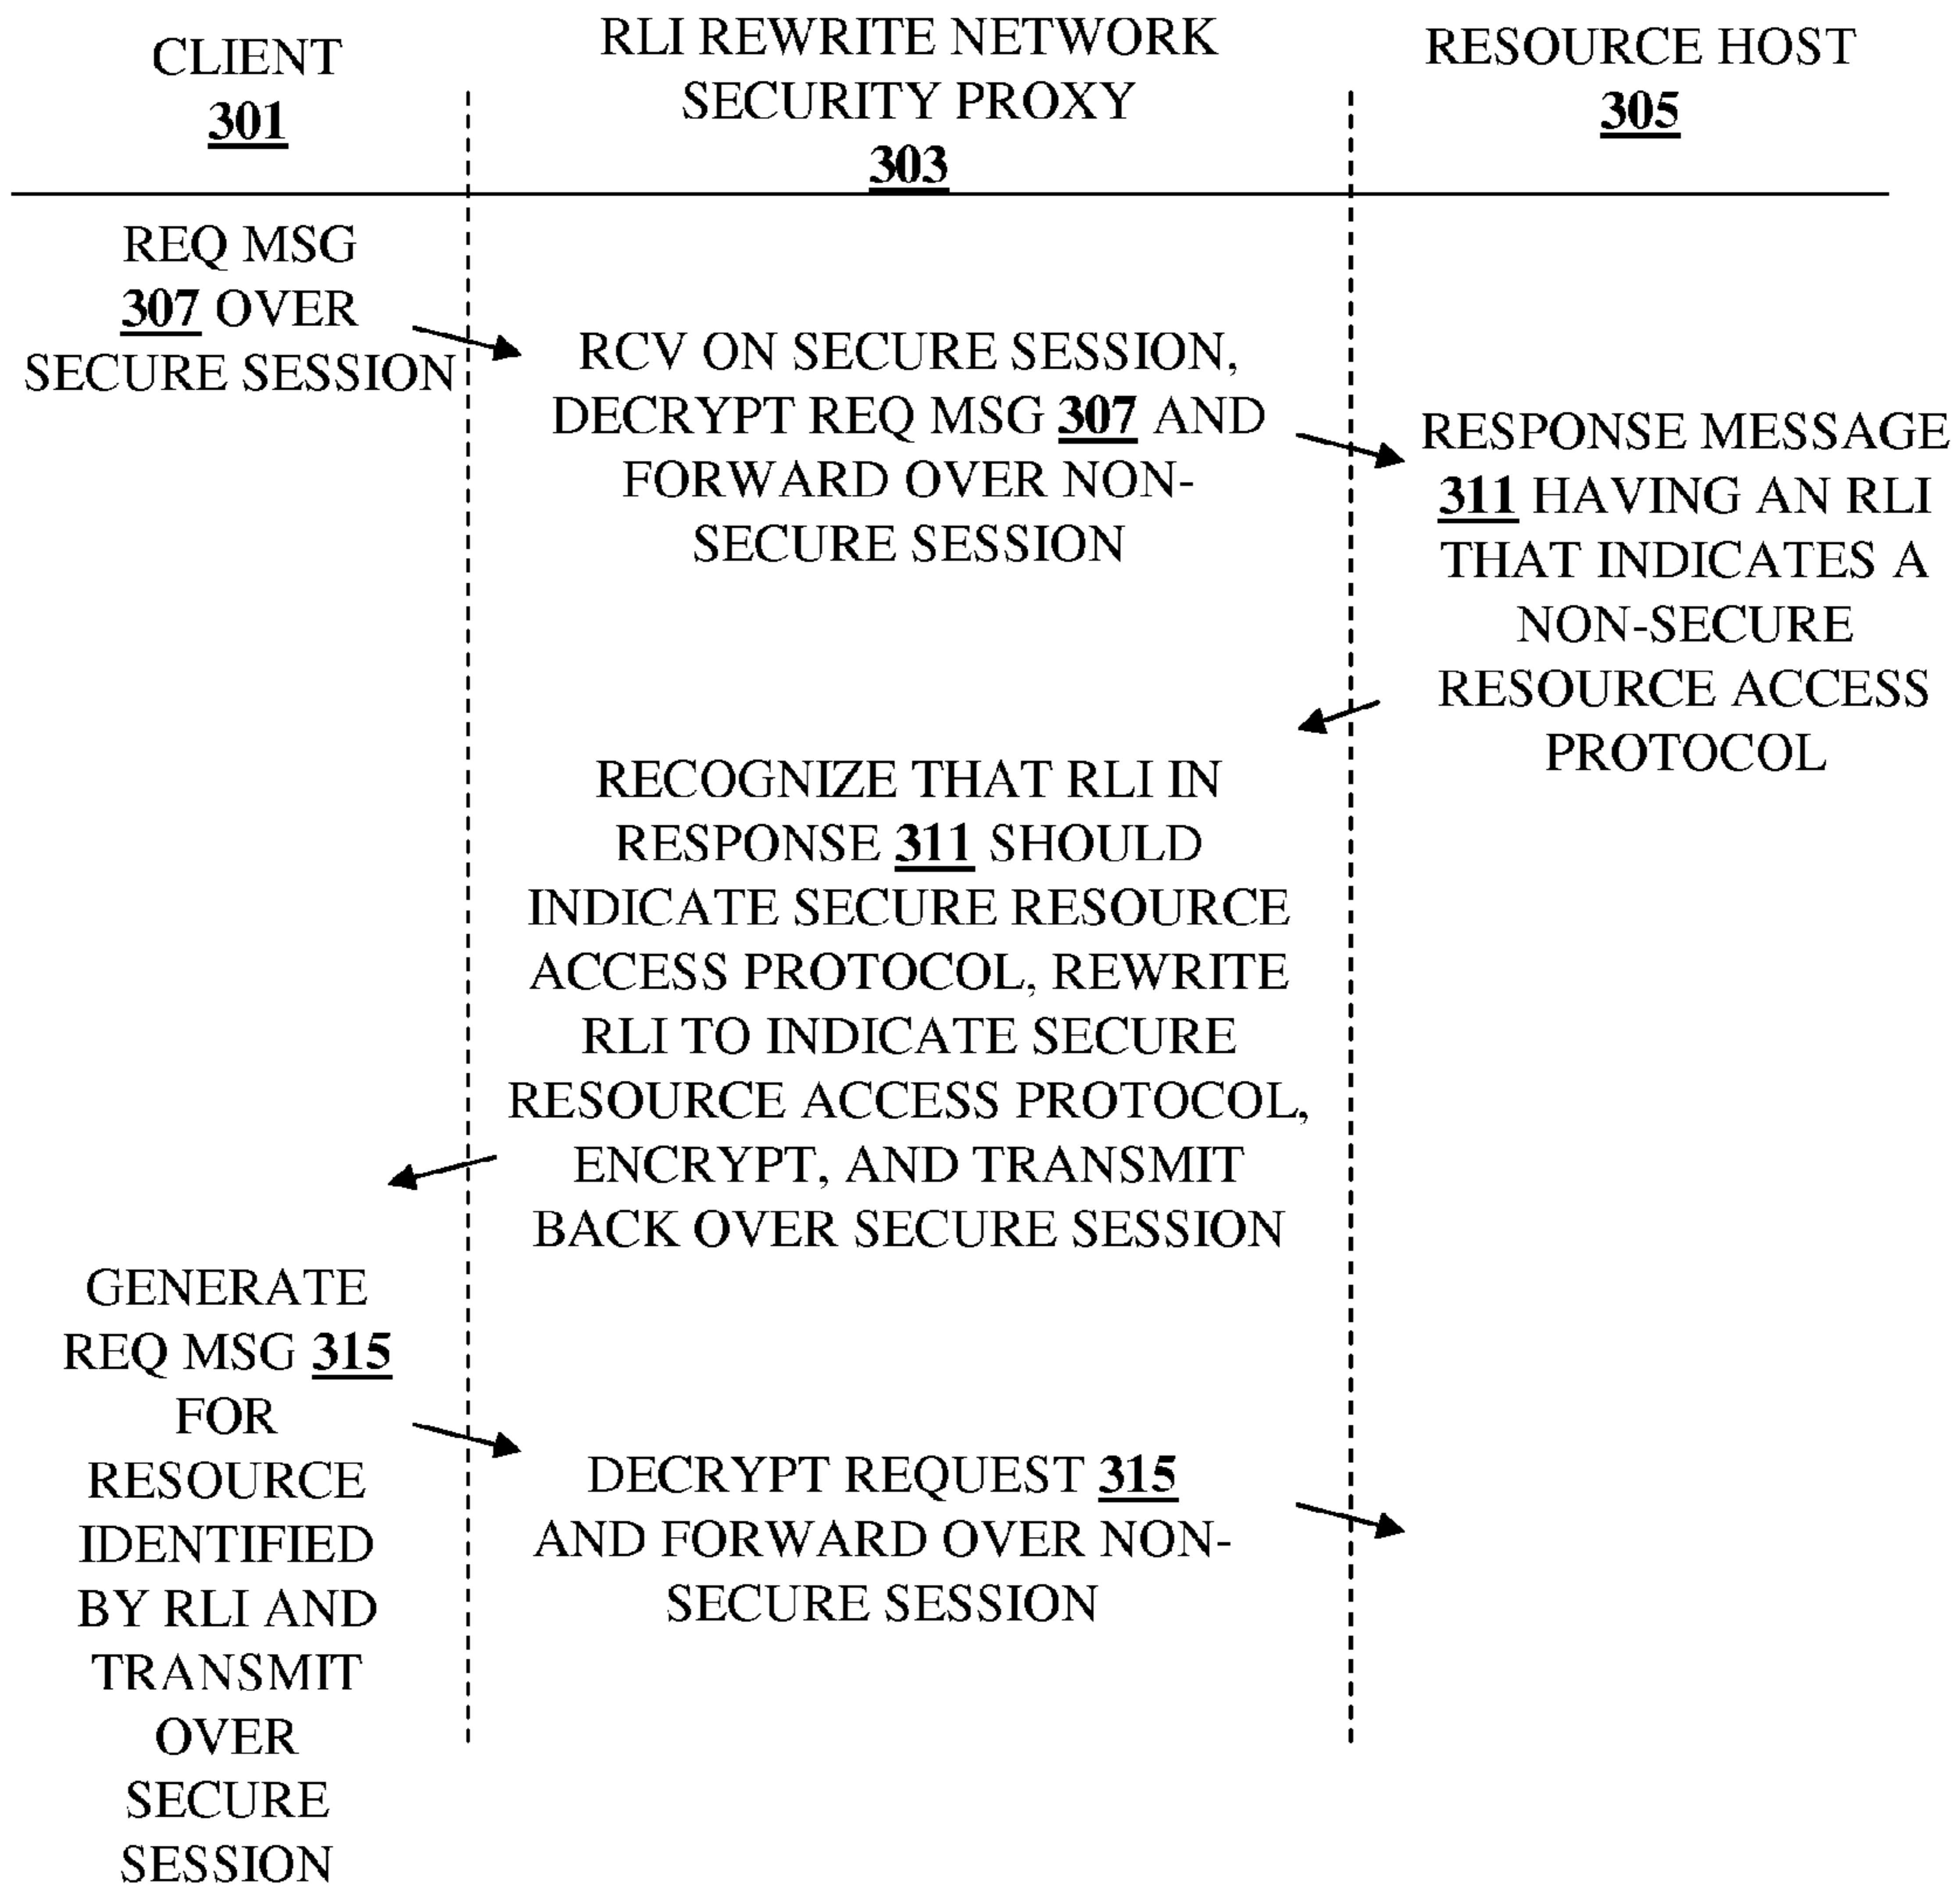 CLIENT
301
RLI REWRITE NETWORK
SECURITY PROXY
303
RESOURCE HOST
305
REQ MSG
307 OVER
SECURE SESSION
RCV ON SECURE SESSION,
DECRYPT REQ MSG 307 AND
FORWARD OVER NON-
SECURE SESSION
RESPONSE MESSAGE
311 HAVING AN RLI
THAT INDICATES A
NON-SECURE
RESOURCE ACCESS
PROTOCOL
RECOGNIZE THAT RLI IN
RESPONSE 311 SHOULD
INDICATE SECURE RESOURCE
ACCESS PROTOCOL, REWRITE
RLI TO INDICATE SECURE
RESOURCE ACCESS PROTOCOL,
ENCRYPT, AND TRANSMIT
BACK OVER SECURE SESSION
GENERATE
REQ MSG 315
FOR
RESOURCE
IDENTIFIED
BY RLI AND
TRANSMIT
OVER
SECURE
SESSION
DECRYPT REQUEST 315
AND FORWARD OVER NON-
SECURE SESSION